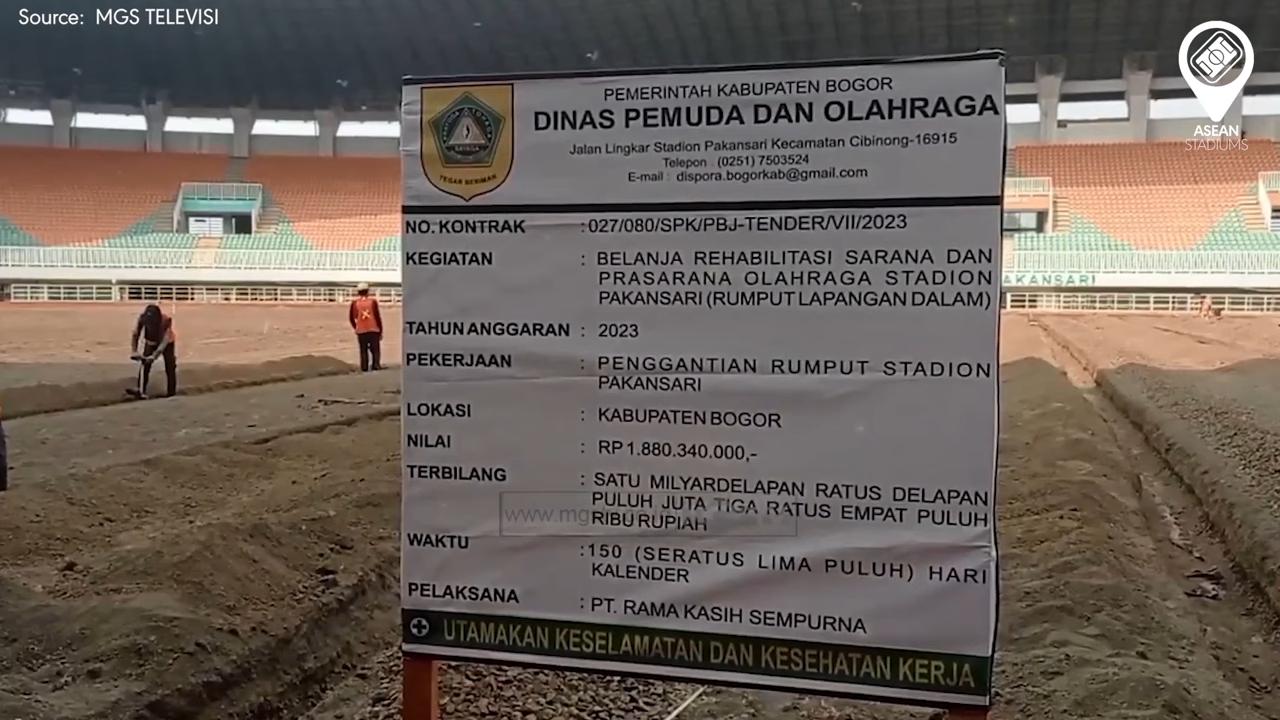 Source: MGS TELEVISI
ASEAN
STADIUMS
PEMERINTAH KABUPATEN BOGOR
DINAS PEMUDA DAN OLAHRAGA
Jalan Lingkar Stadion Pakansari Kecamatan Cibinong-16915
Telepon . (0251) 7503524
E-mail : dispora.bogorkab@gmail.com
TEGAR BERIMAN
NO. KONTRAK : 027/080/SPK/PBJ-TENDER/VII/2023
KEGIATAN : BELANJA REHABILITASI SARANA DAN
PRASARANA OLAHRAGA STADION
PAKANSARI (RUMPUT LAPANGAN DALAM)
TAHUN ANGGARAN : 2023
PEKERJAAN : PENGGANTIAN RUMPUT STADION
PAKANSARI
LOKASI : KABUPATEN BOGOR
NILAI : RP 1.880.340.000,-
TERBILANG : SATU MILYARDELAPAN RATUS DELAPAN
PULUH JUTA TIGA RATUS EMPAT PULUH
RIBU RUPIAH
WAKTU :150 (SERATUS LIMA PULUH) HARI
KALENDER
PELAKSANA : PT. RAMA KASIH SEMPURNA
UTAMAKAN KESELAMATAN DAN KESEHATAN KERJA
AKANSARI